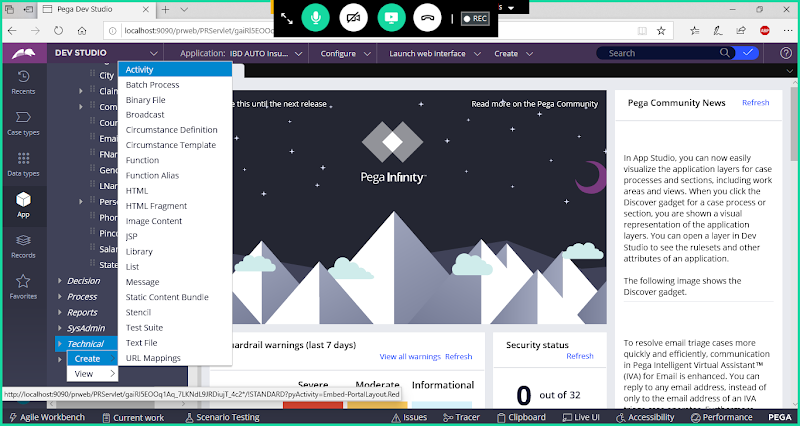 Pega Dev Studio
localhost:9090/prweb/PRServlet/gaiRI5EOOq
REC
DEV STUDIO
Application: IBD AUTO Insu...
Configure
Launch web interface
Create
Search
Recents
Case types
Data types
App
Records
Favorites
City
Claim
Com
Cour
Emai
FNar
Gend
LNar
Perso
Phon
Pinco
Salar
State
Decision
Process
Reports
SysAdmin
Technical
Create
View
Activity
Batch Process
Binary File
Broadcast
Circumstance Definition
Circumstance Template
Function
Function Alias
HTML
HTML Fragment
Image Content
JSP
Library
List
Message
Static Content Bundle
Stencil
Test Suite
Text File
URL Mappings
e this until the next release
Read more on the Pega Community
Pega Infinity™
Pega Community News
Refresh
In App Studio, you can now easily
visualize the application layers for case
processes and sections, including work
areas and views. When you click the
Discover gadget for a case process or
section, you are shown a visual
representation of the application
layers. You can open a layer in Dev
Studio to see the rulesets and other
attributes of an application.
The following image shows the
Discover gadget.
To resolve email triage cases more
quickly and efficiently, communication
in Pega Intelligent Virtual Assistant™
(IVA) for Email is enhanced. You can
reply to any email address, instead of
only to the email address of an IVA
ardrail warnings (last 7 days)
View all warnings
Refresh
Severe
Moderate
Informational
Security status
Refresh
0 out of 32
http://localhost:9090/prweb/PRServlet/gaiRI5EOOq1Aq_7LKNdL9JRDiujT_4c2*/!STANDARD?pyActivity=Embed-PortalLayout.Red
Agile Workbench
Current work
Scenario Testing
Issues
Tracer
Clipboard
Live UI
Accessibility
Performance
PEGA